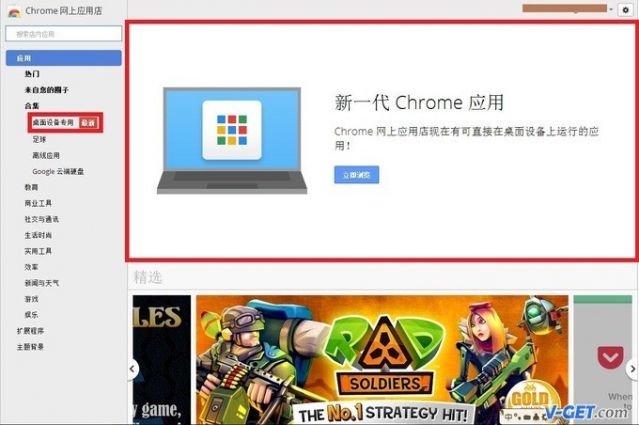 Chrome 网上应用店
搜索店内应用
应用
热门
来自您的圈子
合集
桌面设备专用 最新
足球
离线应用
Google 云端硬盘
教育
商业工具
社交与通讯
生活时尚
实用工具
效率
新闻与天气
游戏
娱乐
扩展程序
主题背景
新一代 Chrome 应用
Chrome 网上应用店现在有可直接在桌面设备上运行的应
用！
立即浏览
精选
LES
y game,
RAD
SOLDIERS
THE No.1 STRATEGY HIT!
GOLD
When
to
V-GET.com